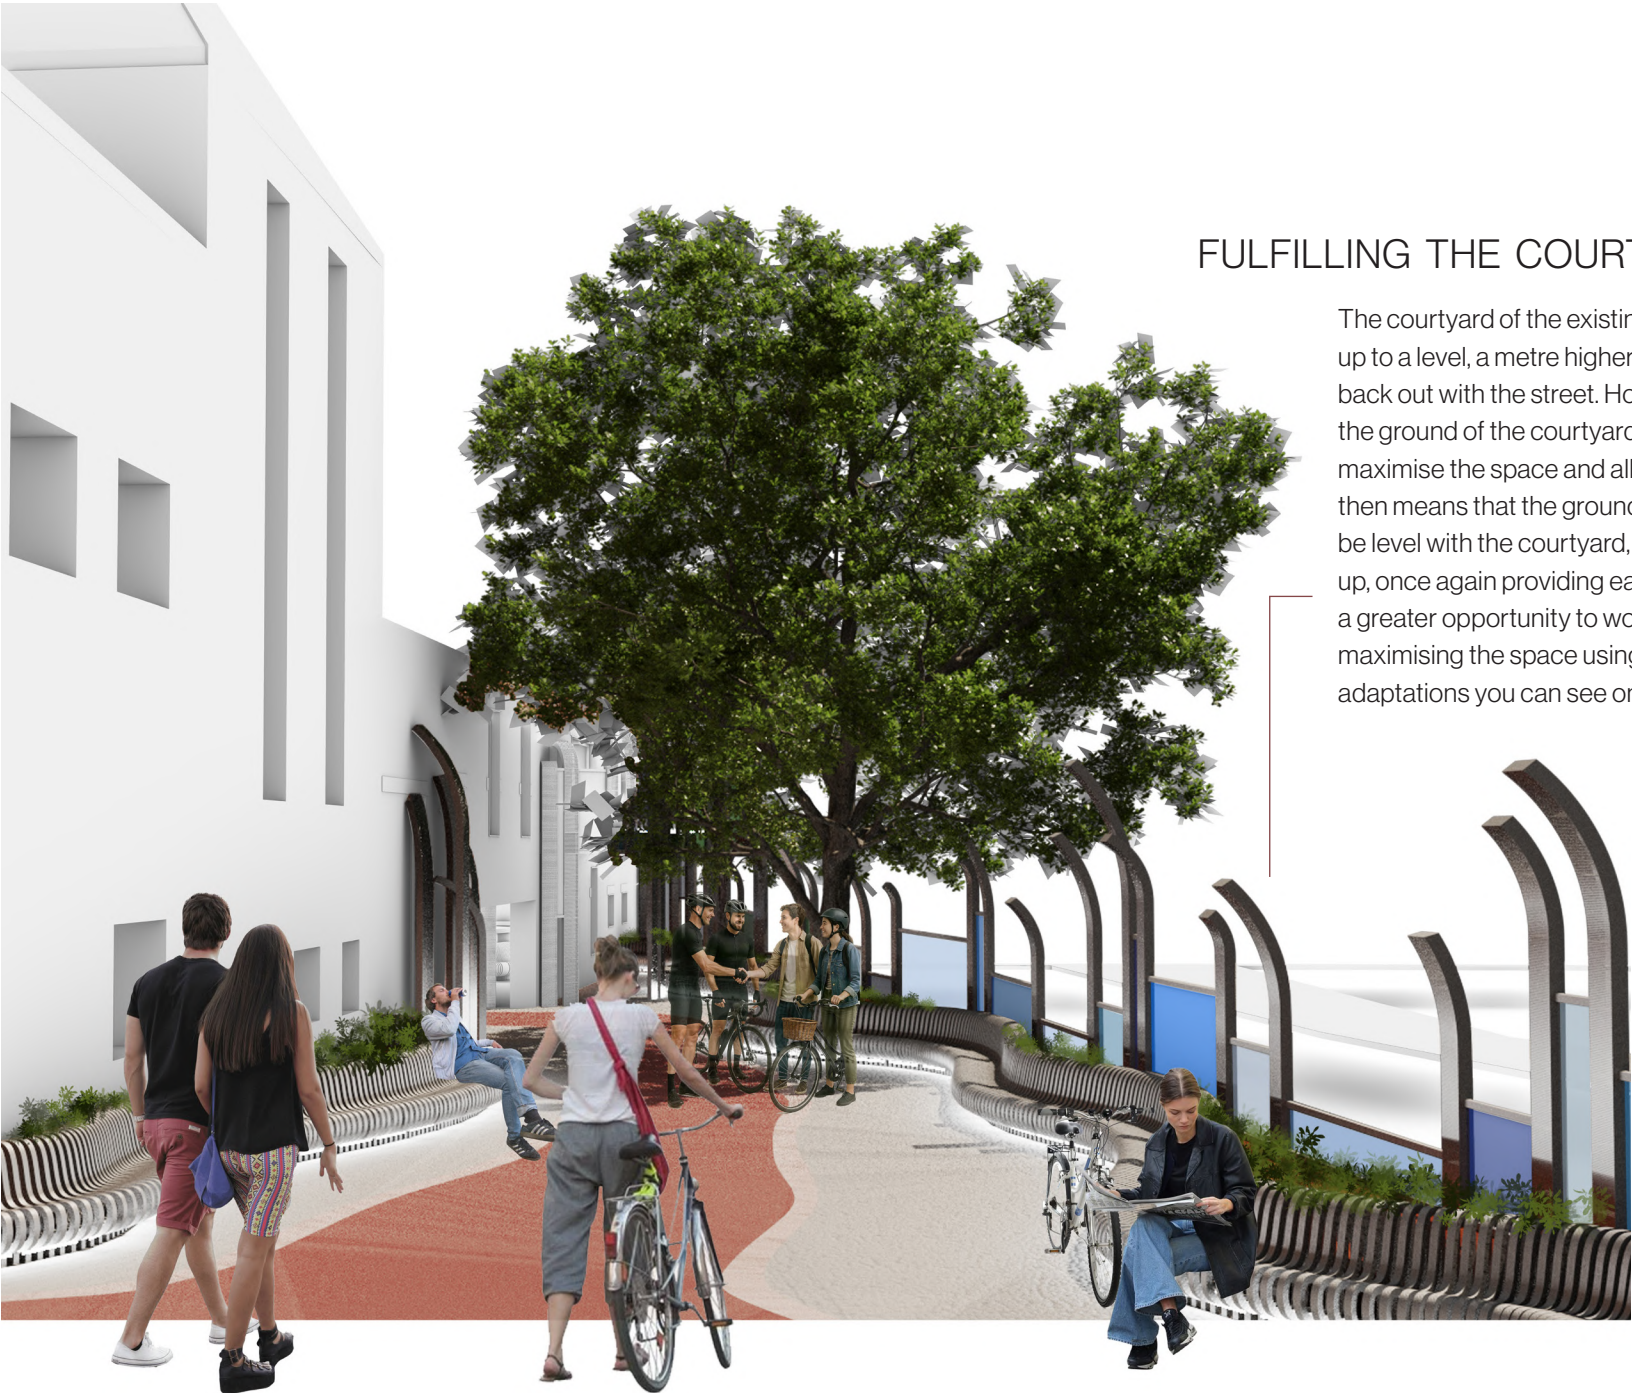 FULFILLING THE COURT
The courtyard of the existin
up to a level, a metre higher
back out with the street. Ho
the ground of the courtyard
maximise the space and all
then means that the ground
be level with the courtyard,
up, once again providing ea
a greater opportunity to wo
maximising the space using
adaptations you can see on